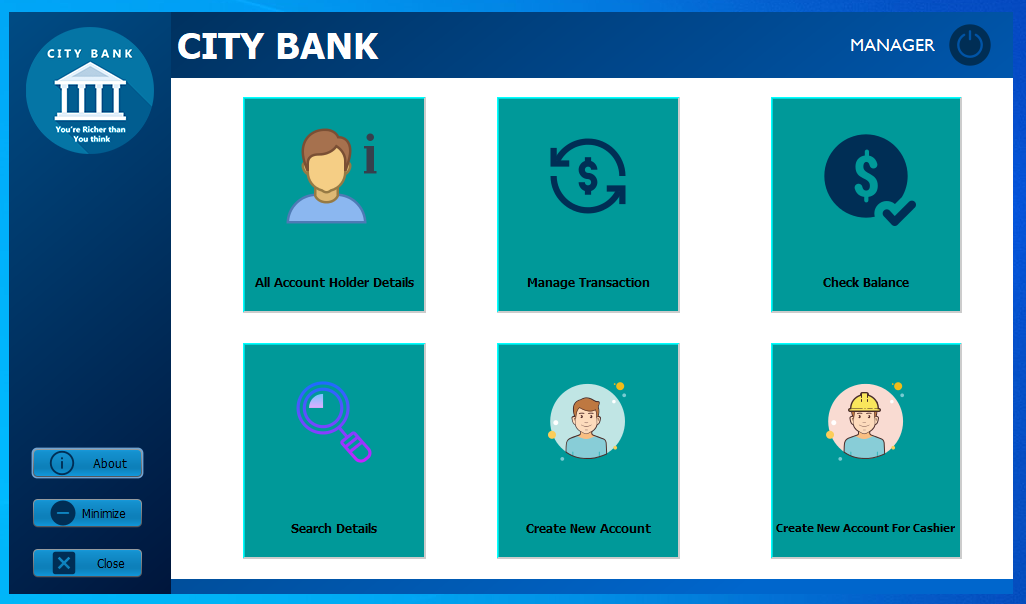 CITY BANK
You're Richer than
You think
CITY BANK
MANAGER
All Account Holder Details
Manage Transaction
Check Balance
Search Details
Create New Account
Create New Account For Cashier
About
Minimize
Close